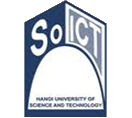 SoICT
HANOI UNIVERSITY OF
SCIENCE AND TECHNOLOGY